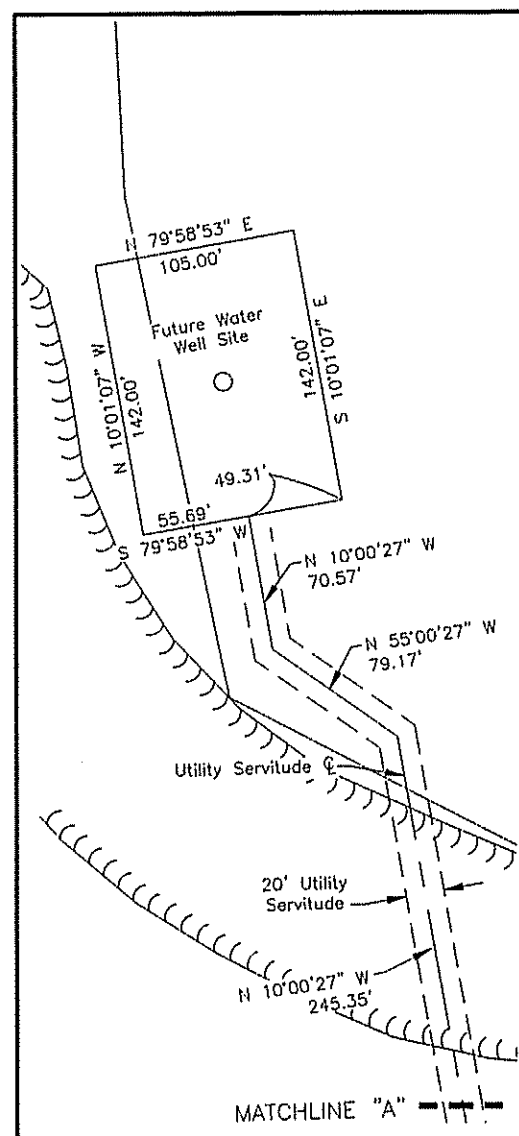 N 79°58'53" E
105.00'
Future Water
Well Site
N 10°01'07" W
142.00'
142.00'
S 10°01'07" E
49.31'
55.69'
S 79°58'53" W
N 10°00'27" W
70.57'
N 55°00'27" W
79.17'
Utility Servitude ℄
20' Utility
Servitude
N 10°00'27" W
245.35'
MATCHLINE "A"